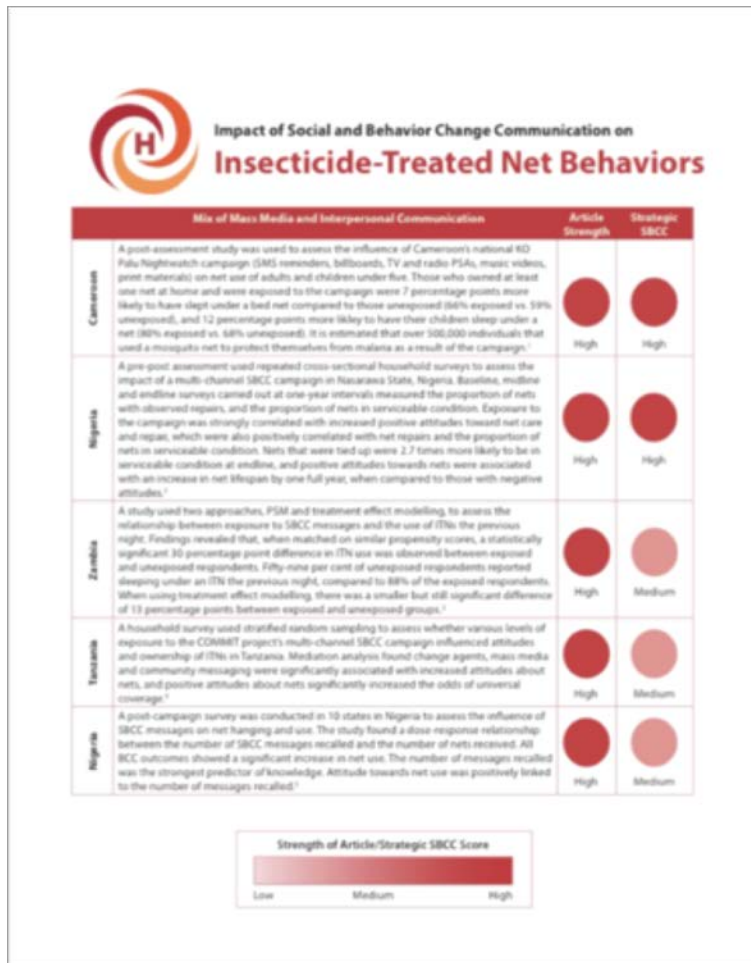 H
Impact of Social and Behavior Change Communication on
Insecticide-Treated Net Behaviors
Mix of Mass Media and Interpersonal Communication
Article
Strength
Strategic
SBCC
Cameroon
A post-assessment study was used to assess the influence of Cameroon's national KO
Palu Nightwatch campaign (SMS reminders, billboards, TV and radio PSAs, music videos,
print materials) on net use of adults and children under five. Those who owned at least
one net at home and were exposed to the campaign were 7 percentage points more
likely to have slept under a bed net compared to those unexposed (66% exposed vs. 59%
unexposed), and 12 percentage points more likley to have their children sleep under a
net (80% exposed vs. 68% unexposed). It is estimated that over 500,000 individuals that
used a mosquito net to protect themselves from malaria as a result of the campaign.
High
High
Nigeria
A pre-post assessment used repeated cross-sectional household surveys to assess the
impact of a multi-channel SBCC campaign in Nasarawa State, Nigeria. Baseline, midline
and endline surveys carried out at one-year intervals measured the proportion of nets
with observed repairs, and the proportion of nets in serviceable condition. Exposure to
the campaign was strongly correlated with increased positive attitudes toward net care
and repair, which were also positively correlated with net repairs and the proportion of
nets in serviceable condition. Nets that were tied up were 2.7 times more likely to be in
serviceable condition at endline, and positive attitudes towards nets were associated
with an increase in net lifespan by one full year, when compared to those with negative
attitudes.
High
High
Zambia
A study used two approaches, PSM and treatment effect modelling, to assess the
relationship between exposure to SBCC messages and the use of ITNs the previous
night. Findings revealed that, when matched on similar propensity scores, a statistically
significant 30 percentage point difference in ITN use was observed between exposed
and unexposed respondents. Fifty-nine per cent of unexposed respondents reported
sleeping under an ITN the previous night, compared to 88% of the exposed respondents.
When using treatment effect modelling, there was a smaller but still significant difference
of 13 percentage points between exposed and unexposed groups.
High
Medium
Tanzania
A household survey used stratified random sampling to assess whether various levels of
exposure to the COMMIT project's multi-channel SBCC campaign influenced attitudes
and ownership of ITNs in Tanzania. Mediation analysis found change agents, mass media
and community messaging were significantly associated with increased attitudes about
nets, and positive attitudes about nets significantly increased the odds of universal
coverage.
High
Medium
Nigeria
A post-campaign survey was conducted in 10 states in Nigeria to assess the influence of
SBCC messages on net hanging and use. The study found a dose-response relationship
between the number of SBCC messages recalled and the number of nets received. All
BCC outcomes showed a significant increase in net use. The number of messages recalled
was the strongest predictor of knowledge. Attitude towards net use was positively linked
to the number of messages recalled.
High
Medium
Strength of Article/Strategic SBCC Score
Low
Medium
High